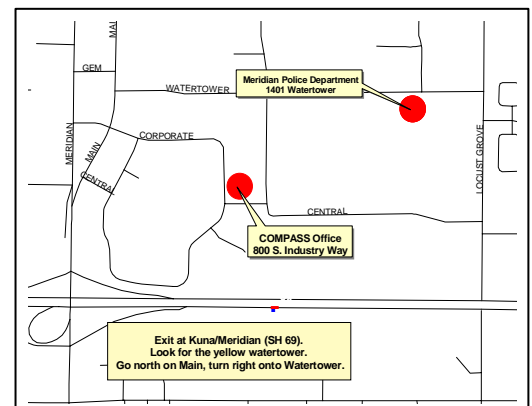 MAI
GEM
Meridian Police Department
1401 Watertower
WATERTOWER
CORPORATE
MERIDIAN
MAIN
CENTRAL
LOCUST GROVE
CENTRAL
COMPASS Office
800 S. Industry Way
Exit at Kuna/Meridian (SH 69).
Look for the yellow watertower.
Go north on Main, turn right onto Watertower.